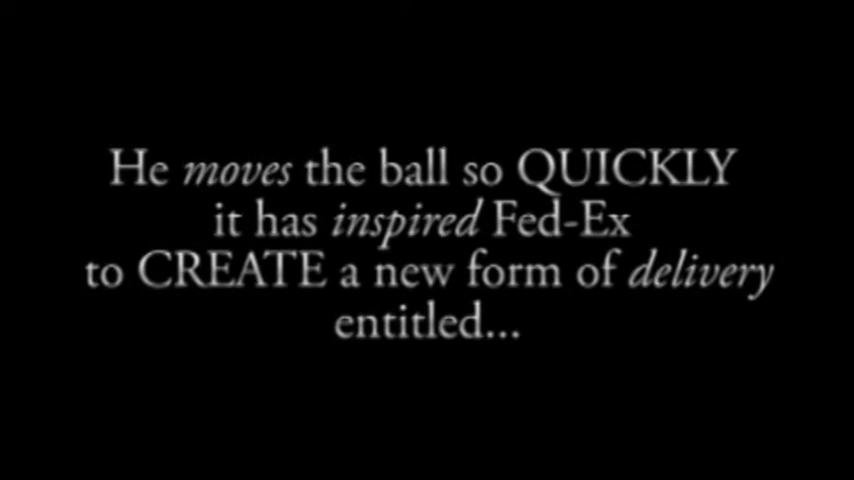 He moves the ball so QUICKLY
it has inspired Fed-Ex
to CREATE a new form of delivery
entitled...